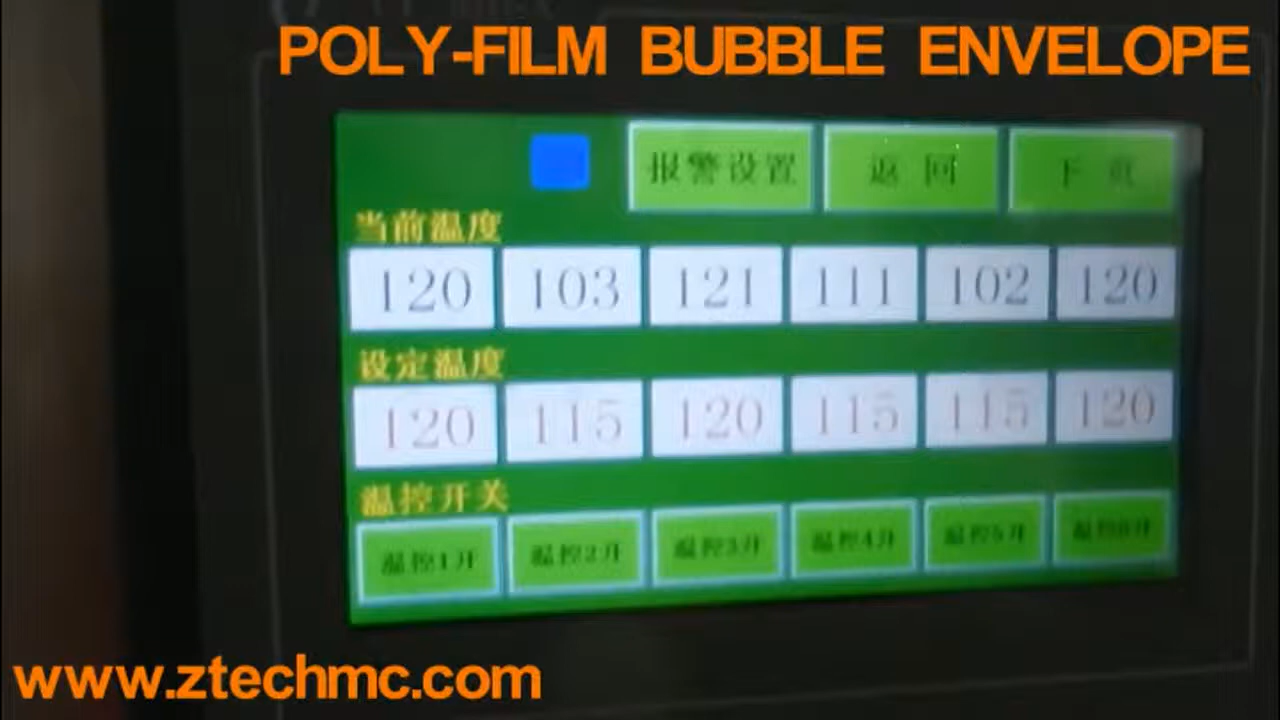 POLY-FILM BUBBLE ENVELOPE
报警设置 返 回 下 页
当前温度
120 103 121 111 102 120
设定温度
120 115 120 115 115 120
温控开关
温控1开 温控2开 温控3开 温控4开 温控5开 温控6开
www.ztechmc.com